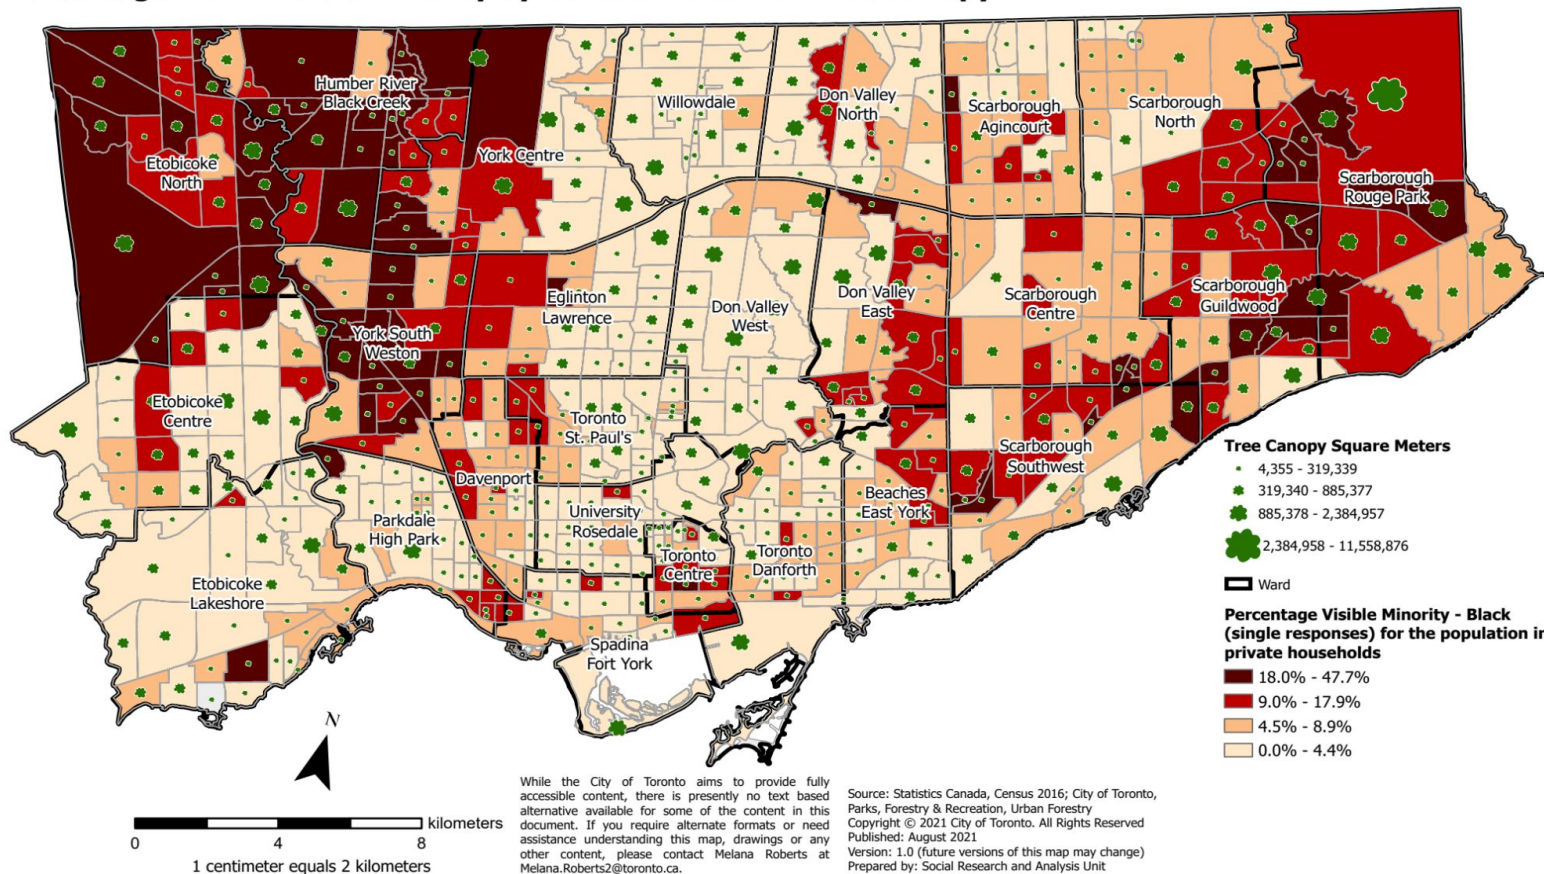 Humber River
Black Creek
Willowdale
Don Valley
North
Scarborough
Agincourt
Scarborough
North
Etobicoke
North
York Centre
Scarborough
Rouge Park
Eglinton
Lawrence
Don Valley
West
Don Valley
East
Scarborough
Centre
Scarborough
Guildwood
York South
Weston
Etobicoke
Centre
Toronto
St. Paul's
Scarborough
Southwest
Davenport
Beaches
East York
Parkdale
High Park
University
Rosedale
Toronto
Centre
Toronto
Danforth
Etobicoke
Lakeshore
Spadina
Fort York
Tree Canopy Square Meters
4,355 - 319,339
319,340 - 885,377
885,378 - 2,384,957
2,384,958 - 11,558,876
Ward
Percentage Visible Minority - Black
(single responses) for the population in
private households
18.0% - 47.7%
9.0% - 17.9%
4.5% - 8.9%
0.0% - 4.4%
N
kilometers
0 4 8
1 centimeter equals 2 kilometers
While the City of Toronto aims to provide fully
accessible content, there is presently no text based
alternative available for some of the content in this
document. If you require alternate formats or need
assistance understanding this map, drawings or any
other content, please contact Melana Roberts at
Melana.Roberts2@toronto.ca.
Source: Statistics Canada, Census 2016; City of Toronto,
Parks, Forestry & Recreation, Urban Forestry
Copyright © 2021 City of Toronto. All Rights Reserved
Published: August 2021
Version: 1.0 (future versions of this map may change)
Prepared by: Social Research and Analysis Unit